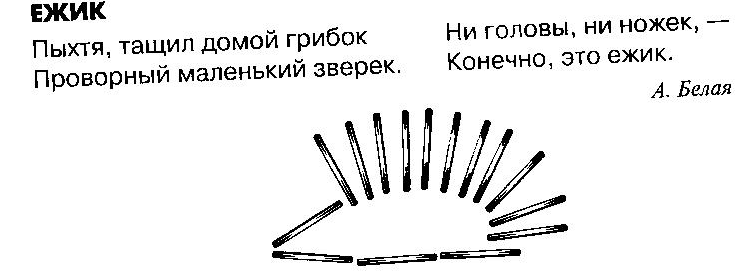 ЕЖИК
Пыхтя, тащил домой грибок
Проворный маленький зверек.
Ни головы, ни ножек, —
Конечно, это ежик.
А. Белая